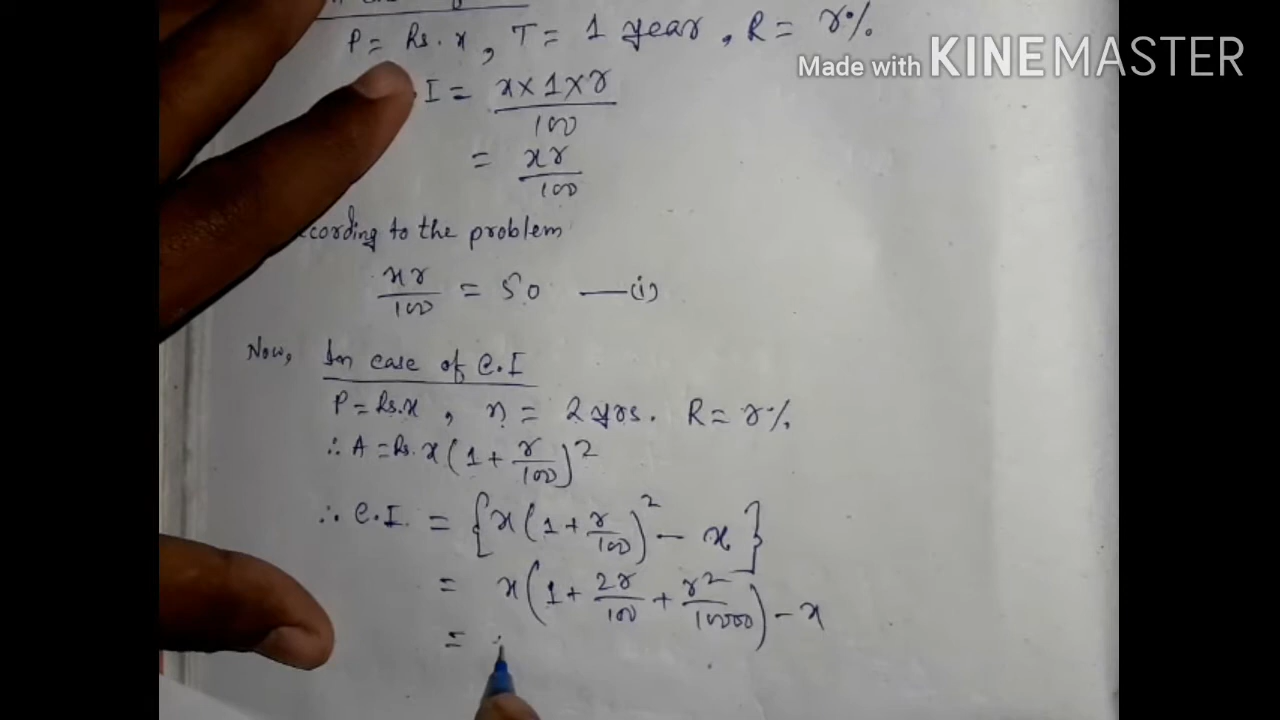 P = Rs. x , T = 1 year , R = r%
Made with KINEMASTER
. I = x × 1 × r / 100
= xr / 100
cording to the problem
xr / 100 = 50 —(i)
Now, In case of C.I
P = Rs. x , n = 2 yrs. R = r%
∴ A = Rs. x (1 + r/100)²
∴ C.I. = {x (1 + r/100)² − x}
= x (1 + 2r/100 + r²/10000) − x
=